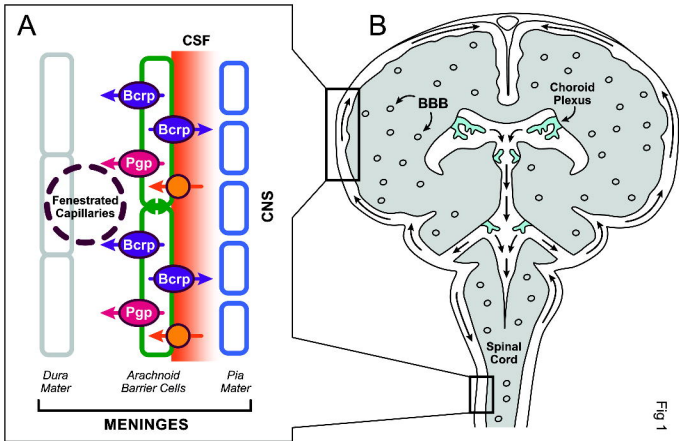 A
CSF
Bcrp
Bcrp
Pgp
Fenestrated
Capillaries
Bcrp
Bcrp
Pgp
CNS
Dura
Mater
Arachnoid
Barrier Cells
Pia
Mater
MENINGES
B
BBB
Choroid
Plexus
Spinal
Cord
Fig 1